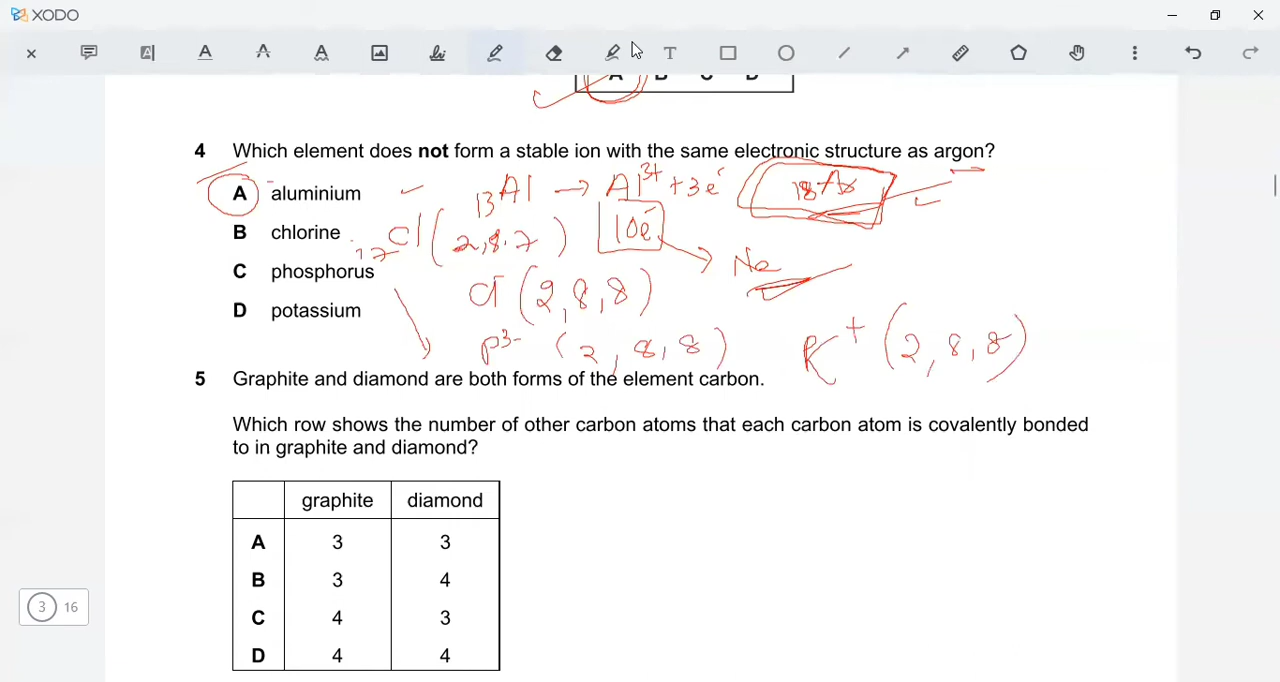 XODO
A B C D
4 Which element does not form a stable ion with the same electronic structure as argon?
A aluminium 13Al → Al3+ + 3e- 18Ar
B chlorine 17Cl (2,8,7) 10e- Ne
C phosphorus Cl- (2,8,8)
D potassium P3- (2,8,8) K+ (2,8,8)
5 Graphite and diamond are both forms of the element carbon.
Which row shows the number of other carbon atoms that each carbon atom is covalently bonded
to in graphite and diamond?
graphite diamond
A 3 3
B 3 4
C 4 3
D 4 4
3 16